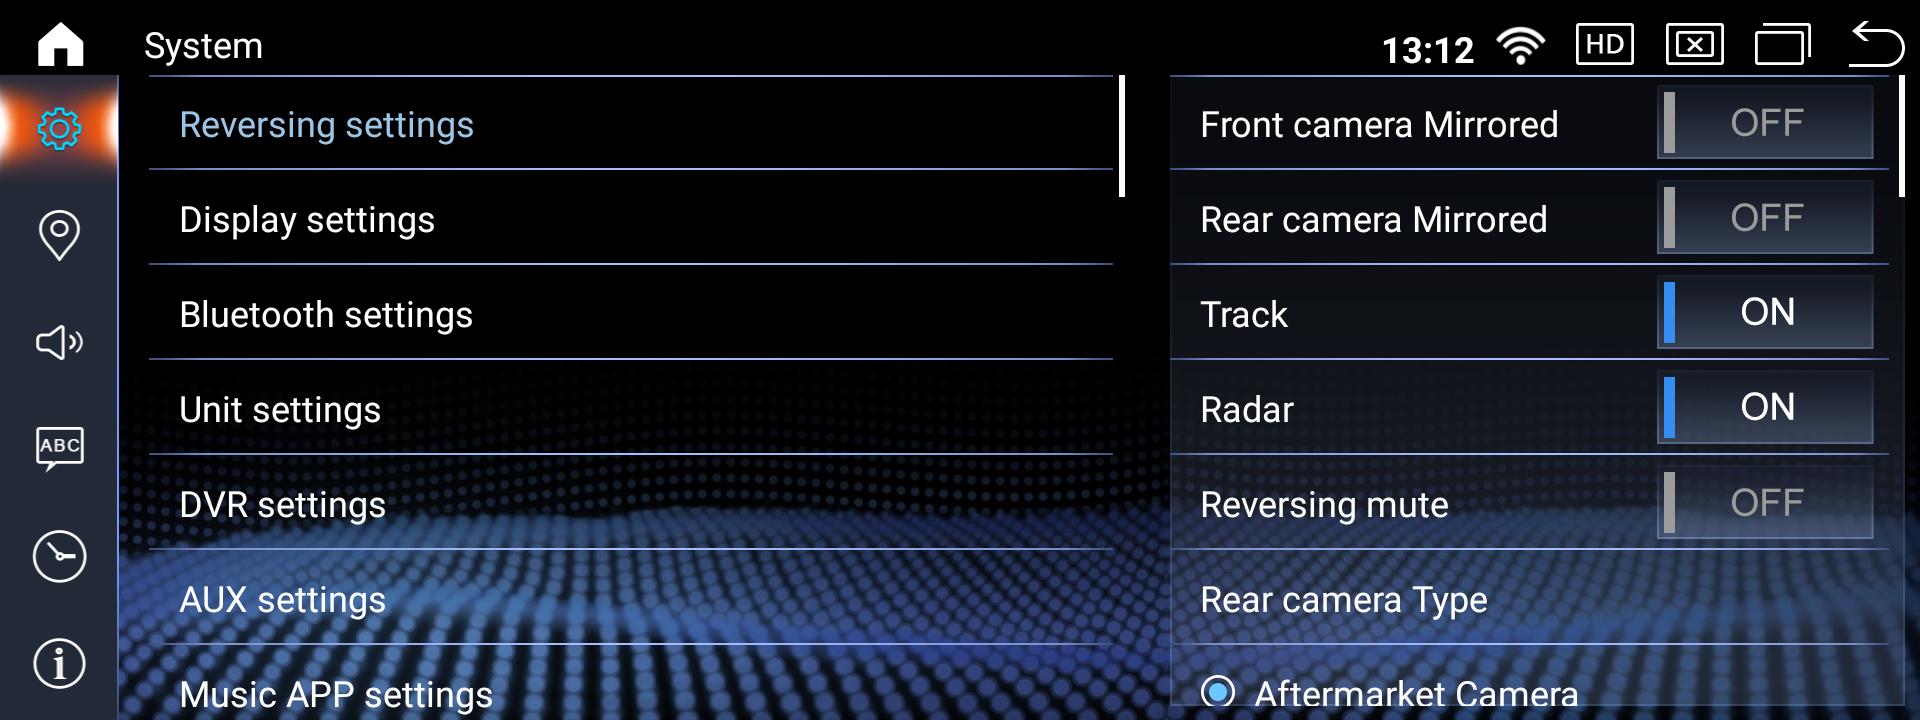 System
13:12
HD
Reversing settings
Display settings
Bluetooth settings
Unit settings
DVR settings
AUX settings
Music APP settings
ABC
Front camera Mirrored OFF
Rear camera Mirrored OFF
Track ON
Radar ON
Reversing mute OFF
Rear camera Type
Aftermarket Camera